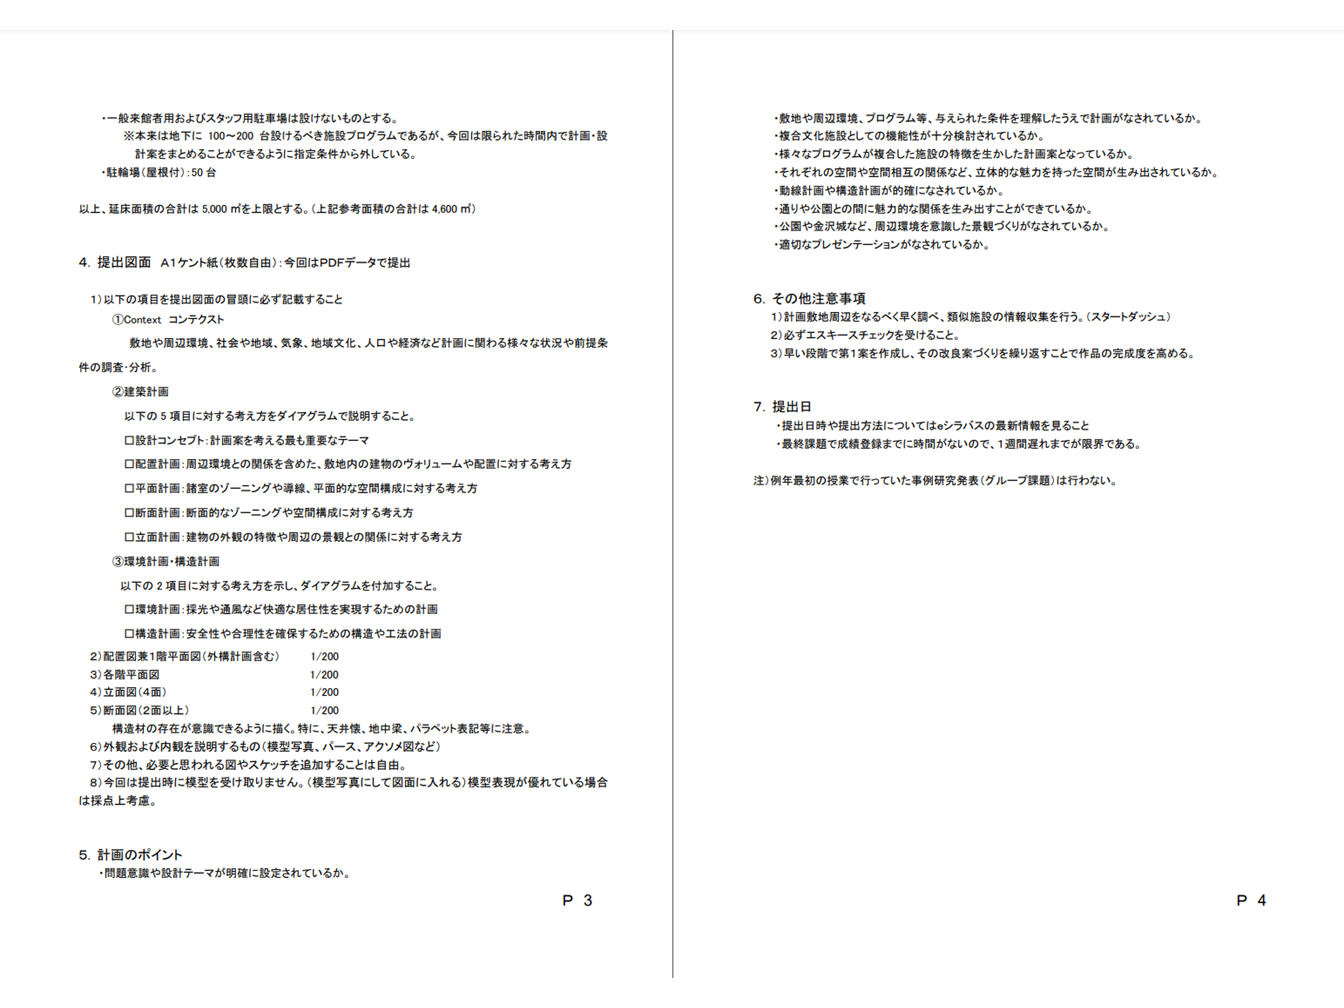 ・一般来館者用およびスタッフ用駐車場は設けないものとする。
※本来は地下に 100～200 台設けるべき施設プログラムであるが、今回は限られた時間内で計画・設
計案をまとめることができるように指定条件から外している。
・駐輪場（屋根付）：50 台
以上、延床面積の合計は 5,000 ㎡を上限とする。（上記参考面積の合計は 4,600 ㎡）
４．提出図面　Ａ１ケント紙（枚数自由）：今回はＰＤＦデータで提出
１）以下の項目を提出図面の冒頭に必ず記載すること
①Context　コンテクスト
敷地や周辺環境、社会や地域、気象、地域文化、人口や経済など計画に関わる様々な状況や前提条
件の調査・分析。
②建築計画
以下の 5 項目に対する考え方をダイアグラムで説明すること。
□設計コンセプト：計画案を考える最も重要なテーマ
□配置計画：周辺環境との関係を含めた、敷地内の建物のヴォリュームや配置に対する考え方
□平面計画：諸室のゾーニングや導線、平面的な空間構成に対する考え方
□断面計画：断面的なゾーニングや空間構成に対する考え方
□立面計画：建物の外観の特徴や周辺の景観との関係に対する考え方
③環境計画・構造計画
以下の 2 項目に対する考え方を示し、ダイアグラムを付加すること。
□環境計画：採光や通風など快適な居住性を実現するための計画
□構造計画：安全性や合理性を確保するための構造や工法の計画
２）配置図兼１階平面図（外構計画含む）　1/200
３）各階平面図　1/200
４）立面図（４面）　1/200
５）断面図（２面以上）　1/200
構造材の存在が意識できるように描く。特に、天井懐、地中梁、パラペット表記等に注意。
６）外観および内観を説明するもの（模型写真、パース、アクソメ図など）
７）その他、必要と思われる図やスケッチを追加することは自由。
８）今回は提出時に模型を受け取りません。（模型写真にして図面に入れる）模型表現が優れている場合
は採点上考慮。
５．計画のポイント
・問題意識や設計テーマが明確に設定されているか。
Ｐ ３
・敷地や周辺環境、プログラム等、与えられた条件を理解したうえで計画がなされているか。
・複合文化施設としての機能性が十分検討されているか。
・様々なプログラムが複合した施設の特徴を生かした計画案となっているか。
・それぞれの空間や空間相互の関係など、立体的な魅力を持った空間が生み出されているか。
・動線計画や構造計画が的確になされているか。
・通りや公園との間に魅力的な関係を生み出すことができているか。
・公園や金沢城など、周辺環境を意識した景観づくりがなされているか。
・適切なプレゼンテーションがなされているか。
６．その他注意事項
１）計画敷地周辺をなるべく早く調べ、類似施設の情報収集を行う。（スタートダッシュ）
２）必ずエスキースチェックを受けること。
３）早い段階で第１案を作成し、その改良案づくりを繰り返すことで作品の完成度を高める。
７．提出日
・提出日時や提出方法についてはｅシラバスの最新情報を見ること
・最終課題で成績登録までに時間がないので、１週間遅れまでが限界である。
注）例年最初の授業で行っていた事例研究発表（グループ課題）は行わない。
Ｐ ４